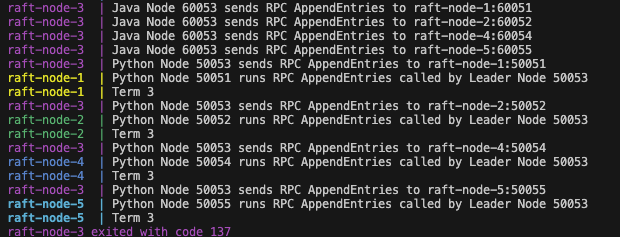 raft-node-3 | Java Node 60053 sends RPC AppendEntries to raft-node-1:60051
raft-node-3 | Java Node 60053 sends RPC AppendEntries to raft-node-2:60052
raft-node-3 | Java Node 60053 sends RPC AppendEntries to raft-node-4:60054
raft-node-3 | Java Node 60053 sends RPC AppendEntries to raft-node-5:60055
raft-node-3 | Python Node 50053 sends RPC AppendEntries to raft-node-1:50051
raft-node-1 | Python Node 50051 runs RPC AppendEntries called by Leader Node 50053
raft-node-1 | Term 3
raft-node-3 | Python Node 50053 sends RPC AppendEntries to raft-node-2:50052
raft-node-2 | Python Node 50052 runs RPC AppendEntries called by Leader Node 50053
raft-node-2 | Term 3
raft-node-3 | Python Node 50053 sends RPC AppendEntries to raft-node-4:50054
raft-node-4 | Python Node 50054 runs RPC AppendEntries called by Leader Node 50053
raft-node-4 | Term 3
raft-node-3 | Python Node 50053 sends RPC AppendEntries to raft-node-5:50055
raft-node-5 | Python Node 50055 runs RPC AppendEntries called by Leader Node 50053
raft-node-5 | Term 3
raft-node-3 exited with code 137